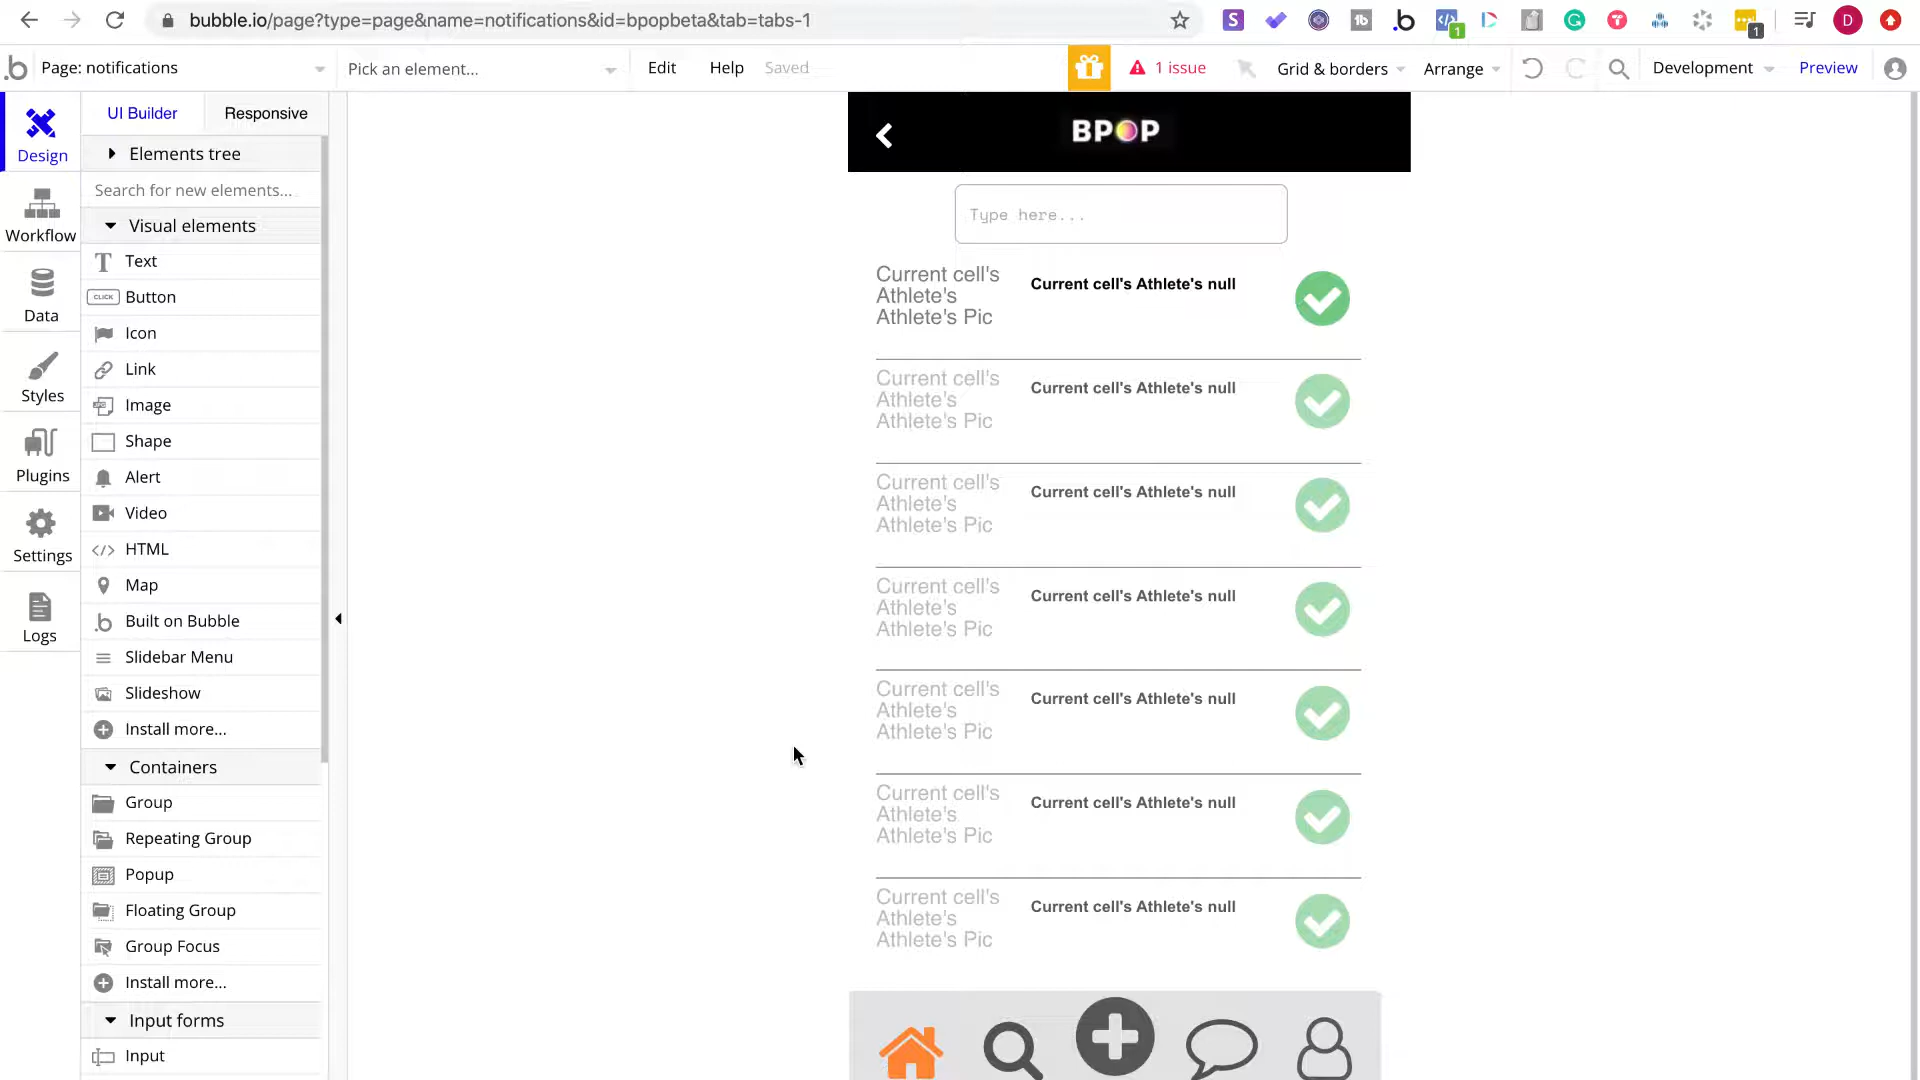 bubble.io/page?type=page&name=notifications&id=bpopbeta&tab=tabs-1
S
tb
b
1
G
T
1
D
b
Page: notifications
Pick an element...
Edit
Help
Saved
1 issue
Grid & borders
Arrange
Development
Preview
Design
Workflow
Data
Styles
Plugins
Settings
Logs
UI Builder
Responsive
Elements tree
Search for new elements...
Visual elements
T Text
CLICK Button
Icon
Link
Image
Shape
Alert
Video
</> HTML
Map
b Built on Bubble
Slidebar Menu
Slideshow
Install more...
Containers
Group
Repeating Group
Popup
Floating Group
Group Focus
Install more...
Input forms
Input
BPOP
Type here...
Current cell's
Athlete's
Athlete's Pic
Current cell's Athlete's null
Current cell's
Athlete's
Athlete's Pic
Current cell's Athlete's null
Current cell's
Athlete's
Athlete's Pic
Current cell's Athlete's null
Current cell's
Athlete's
Athlete's Pic
Current cell's Athlete's null
Current cell's
Athlete's
Athlete's Pic
Current cell's Athlete's null
Current cell's
Athlete's
Athlete's Pic
Current cell's Athlete's null
Current cell's
Athlete's
Athlete's Pic
Current cell's Athlete's null